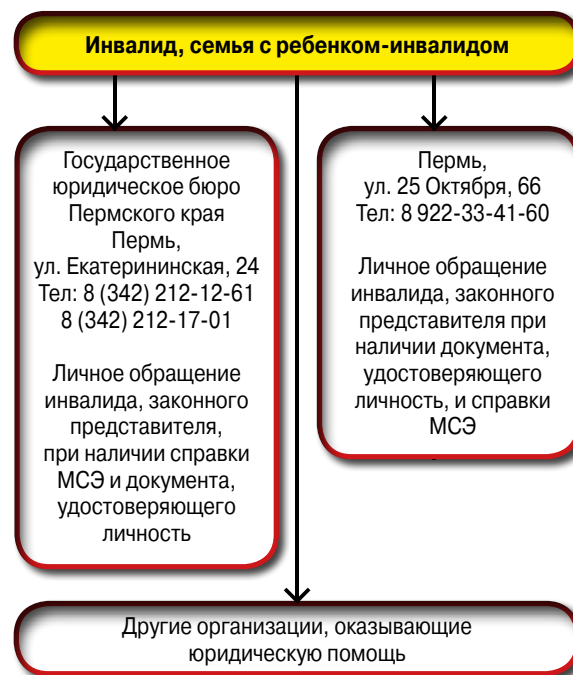 Инвалид, семья с ребенком-инвалидом
Государственное
юридическое бюро
Пермского края
Пермь,
ул. Екатерининская, 24
Тел: 8 (342) 212-12-61
8 (342) 212-17-01
Личное обращение
инвалида, законного
представителя,
при наличии справки
МСЭ и документа,
удостоверяющего
личность
Пермь,
ул. 25 Октября, 66
Тел: 8 922-33-41-60
Личное обращение
инвалида, законного
представителя при
наличии документа,
удостоверяющего
личность, и справки
МСЭ
Другие организации, оказывающие
юридическую помощь